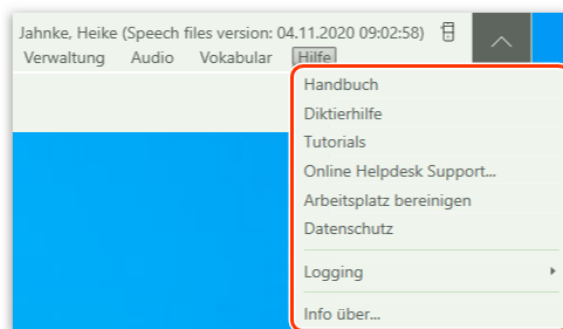 Jahnke, Heike (Speech files version: 04.11.2020 09:02:58)
Verwaltung Audio Vokabular Hilfe
Handbuch
Diktierhilfe
Tutorials
Online Helpdesk Support...
Arbeitsplatz bereinigen
Datenschutz
Logging
Info über...